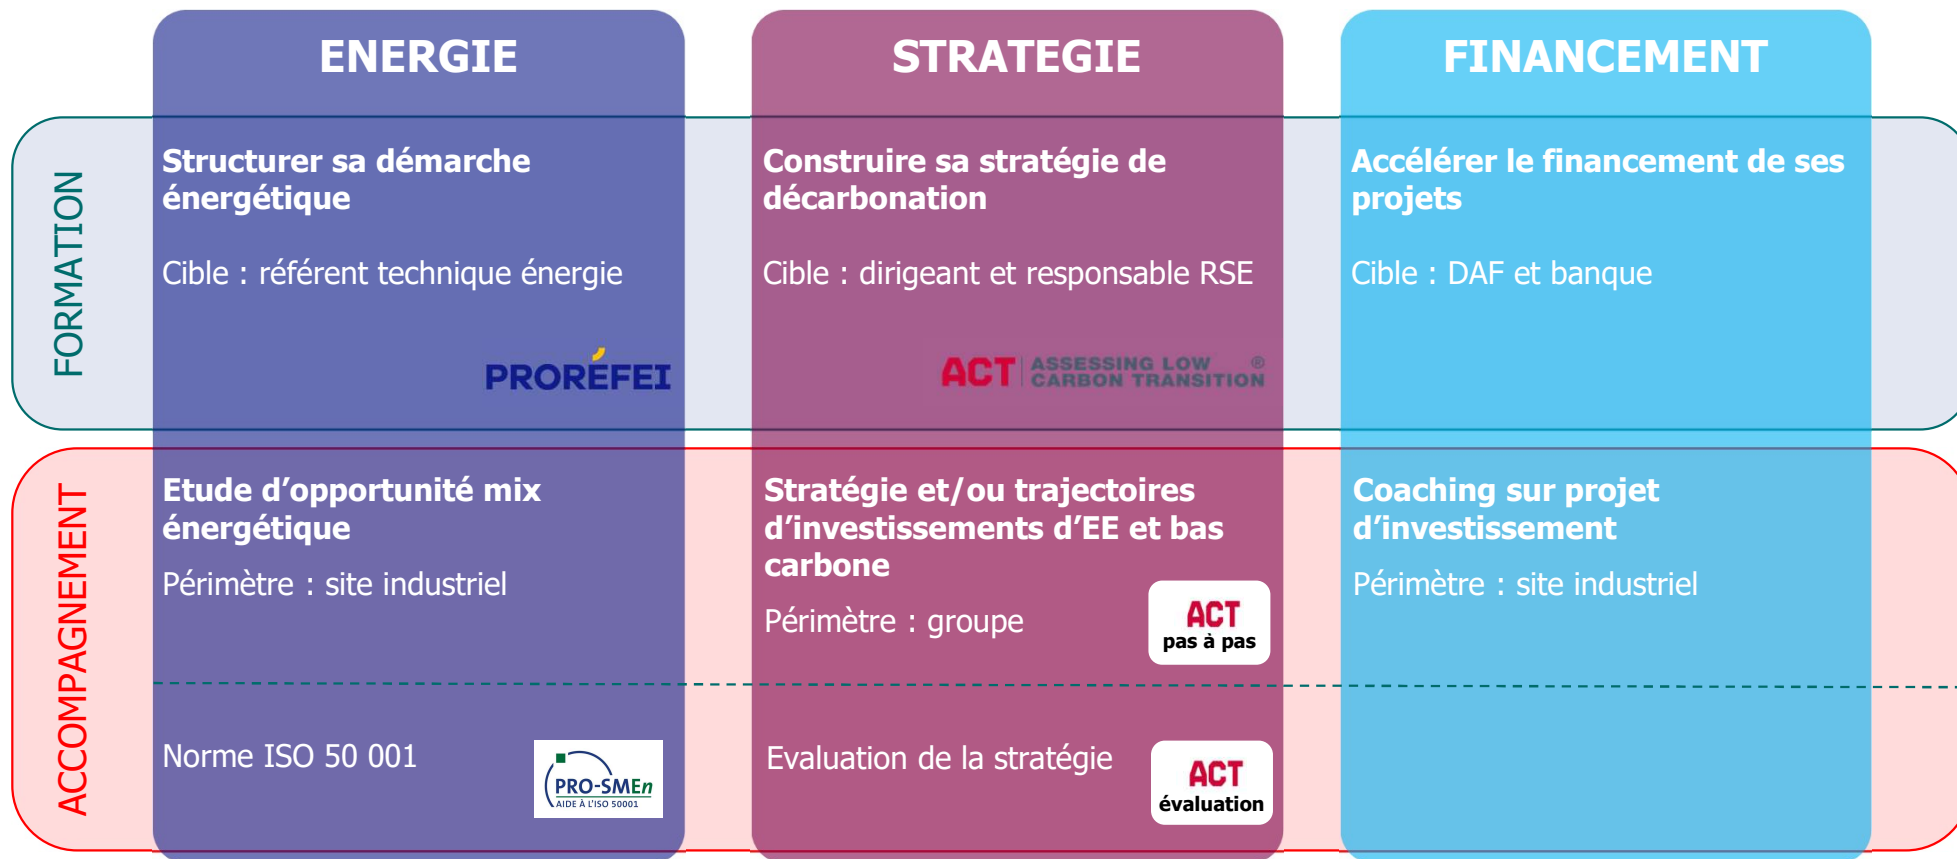 ENERGIE
STRATEGIE
FINANCEMENT
FORMATION
Structurer sa démarche
énergétique
Cible : référent technique énergie
PRORÉFEI
Construire sa stratégie de
décarbonation
Cible : dirigeant et responsable RSE
ACT ASSESSING LOW ®
CARBON TRANSITION
Accélérer le financement de ses
projets
Cible : DAF et banque
ACCOMPAGNEMENT
Etude d’opportunité mix
énergétique
Périmètre : site industriel
Stratégie et/ou trajectoires
d’investissements d’EE et bas
carbone
Périmètre : groupe
ACT
pas à pas
Coaching sur projet
d’investissement
Périmètre : site industriel
Norme ISO 50 001
PRO-SMEn
AIDE À L'ISO 50001
Evaluation de la stratégie
ACT
évaluation